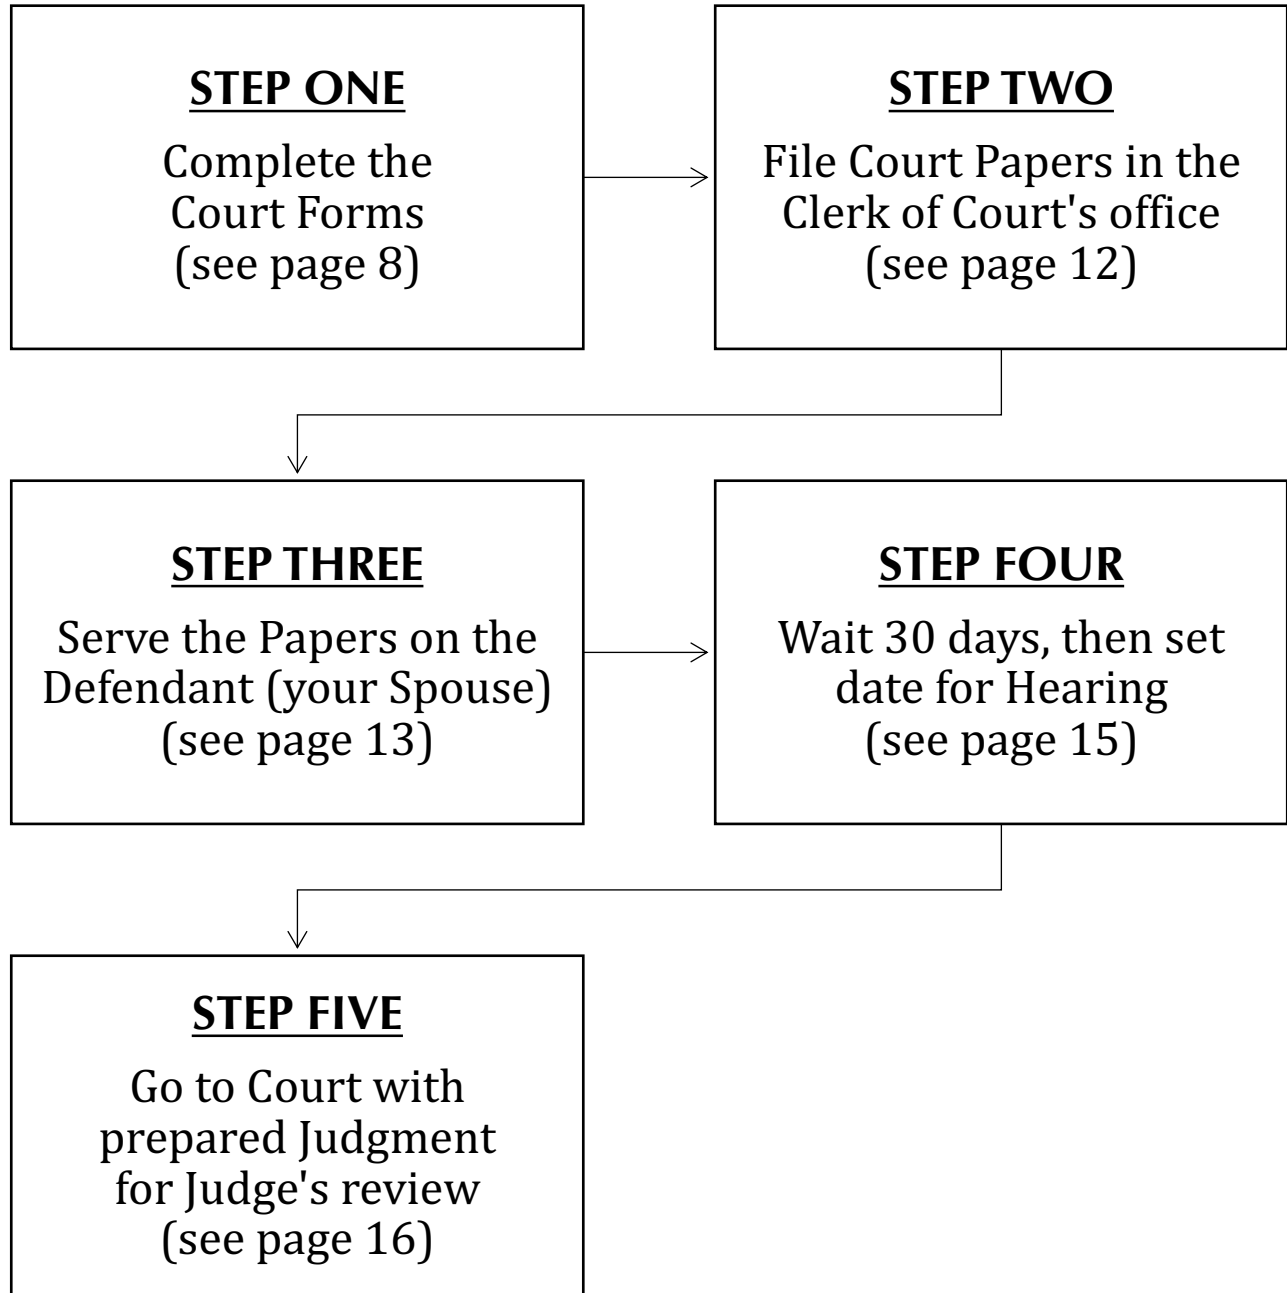 STEP ONE
Complete the
Court Forms
(see page 8)
STEP TWO
File Court Papers in the
Clerk of Court's office
(see page 12)
STEP THREE
Serve the Papers on the
Defendant (your Spouse)
(see page 13)
STEP FOUR
Wait 30 days, then set
date for Hearing
(see page 15)
STEP FIVE
Go to Court with
prepared Judgment
for Judge's review
(see page 16)